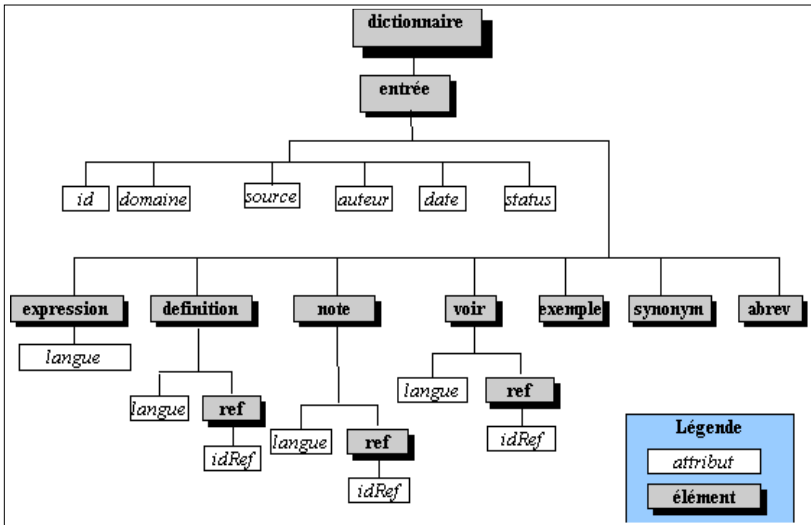 dictionnaire
entrée
id domaine source auteur date status
expression definition note voir exemple synonym abrev
langue
langue ref langue ref
idRef langue ref idRef
idRef
Légende
attribut
élément